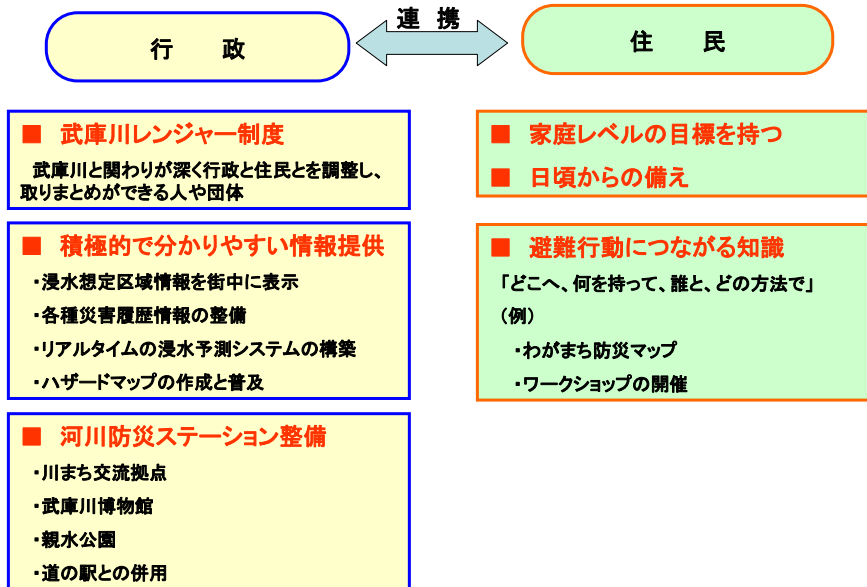 行　政
連 携
住　民
■ 武庫川レンジャー制度
武庫川と関わりが深く行政と住民とを調整し、
取りまとめができる人や団体
■ 積極的で分かりやすい情報提供
・浸水想定区域情報を街中に表示
・各種災害履歴情報の整備
・リアルタイムの浸水予測システムの構築
・ハザードマップの作成と普及
■ 河川防災ステーション整備
・川まち交流拠点
・武庫川博物館
・親水公園
・道の駅との併用
■ 家庭レベルの目標を持つ
■ 日頃からの備え
■ 避難行動につながる知識
「どこへ、何を持って、誰と、どの方法で」
（例）
・わがまち防災マップ
・ワークショップの開催